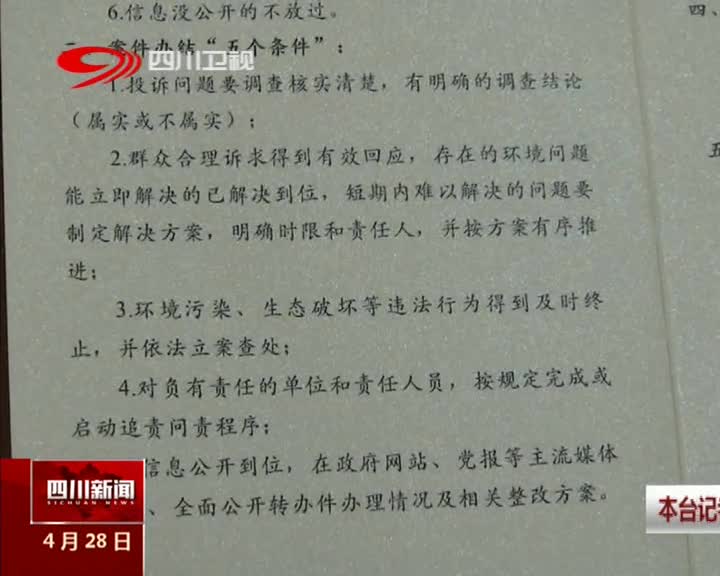 6.信息没公开的不放过。
四、
案件办结“五个条件”：
四川卫视
1.投诉问题要调查核实清楚，有明确的调查结论
（属实或不属实）；
2.群众合理诉求得到有效回应，存在的环境问题
五
能立即解决的已解决到位，短期内难以解决的问题要
制定解决方案，明确时限和责任人，并按方案有序推
进；
3.环境污染、生态破坏等违法行为得到及时终
止，并依法立案查处；
4.对负有责任的单位和责任人员，按规定完成或
启动追责问责程序；
信息公开到位，在政府网站、党报等主流媒体
、全面公开转办件办理情况及相关整改方案。
四川新闻
SICHUAN NEWS
4月28日
本台记者